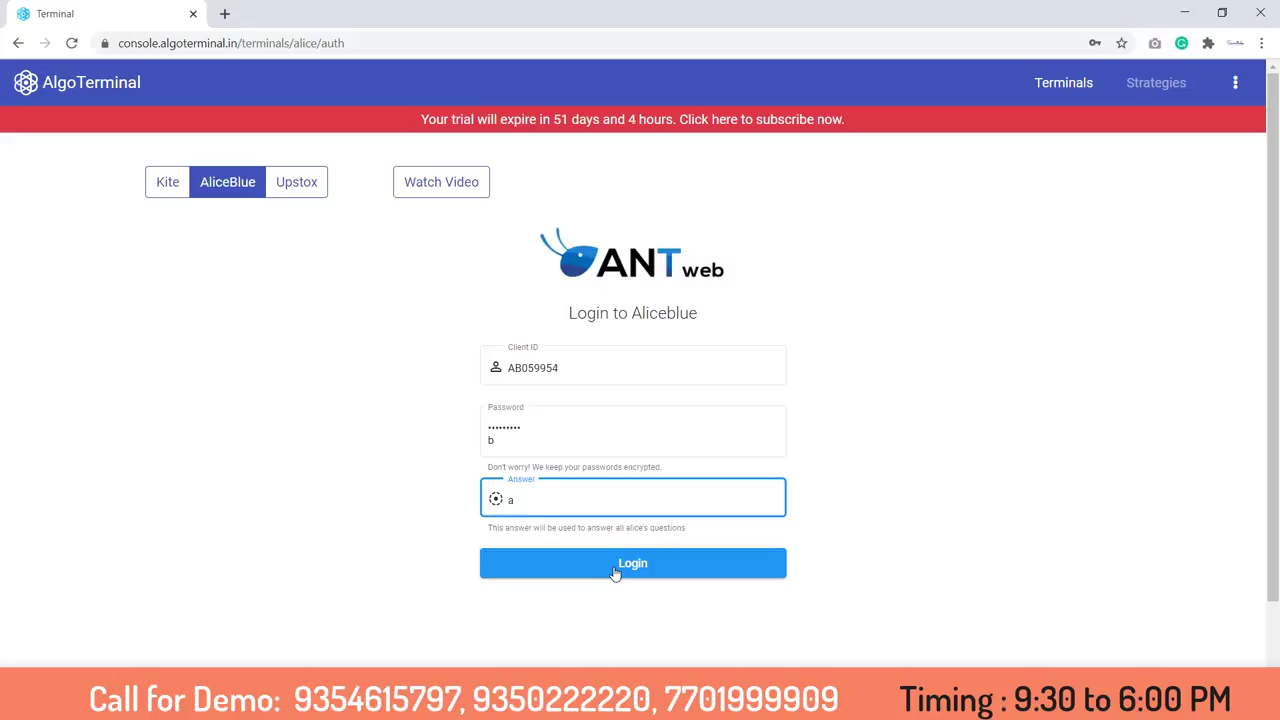 Terminal
console.algoterminal.in/terminals/alice/auth
AlgoTerminal
Terminals
Strategies
Your trial will expire in 51 days and 4 hours. Click here to subscribe now.
Kite
AliceBlue
Upstox
Watch Video
ANT web
Login to Aliceblue
Client ID
AB059954
Password
•••••••••
b
Don't worry! We keep your passwords encrypted.
Answer
a
This answer will be used to answer all alice's questions
Login
Call for Demo: 9354615797, 9350222220, 7701999909
Timing : 9:30 to 6:00 PM